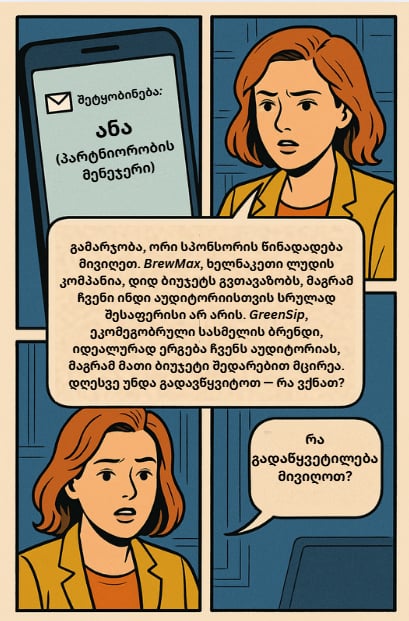 შეტყობინება:
ანა
(პარტნიორობის
მენეჯერი)
გამარჯობა, ორი სპონსორის წინადადება
მივიღეთ. BrewMax, ხელნაკეთი ლუდის
კომპანია, დიდ ბიუჯეტს გვთავაზობს, მაგრამ
ჩვენი ინდი აუდიტორიისთვის სრულად
შესაფერისი არ არის. GreenSip,
ეკომეგობრული სასმელის ბრენდი,
იდეალურად ერგება ჩვენს აუდიტორიას,
მაგრამ მათი ბიუჯეტი შედარებით მცირეა.
დღესვე უნდა გადავწყვიტოთ — რა ვქნათ?
რა
გადაწყვეტილება
მივიღოთ?